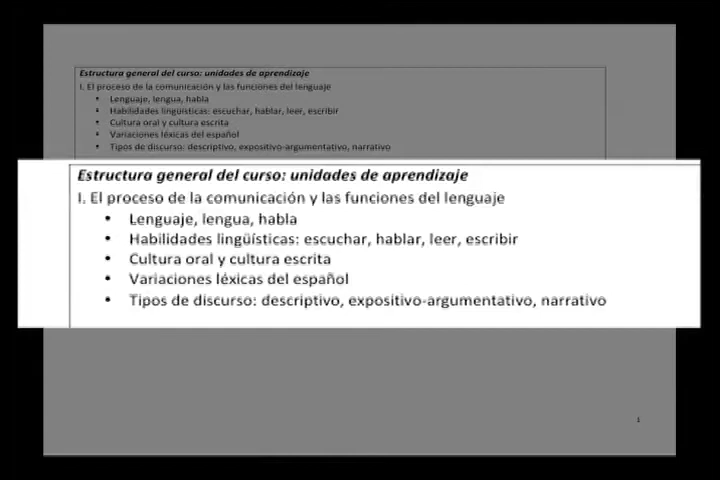 Estructura general del curso: unidades de aprendizaje
I. El proceso de la comunicación y las funciones del lenguaje
• Lenguaje, lengua, habla
• Habilidades lingüísticas: escuchar, hablar, leer, escribir
• Cultura oral y cultura escrita
• Variaciones léxicas del español
• Tipos de discurso: descriptivo, expositivo-argumentativo, narrativo
Estructura general del curso: unidades de aprendizaje
I. El proceso de la comunicación y las funciones del lenguaje
• Lenguaje, lengua, habla
• Habilidades lingüísticas: escuchar, hablar, leer, escribir
• Cultura oral y cultura escrita
• Variaciones léxicas del español
• Tipos de discurso: descriptivo, expositivo-argumentativo, narrativo
1